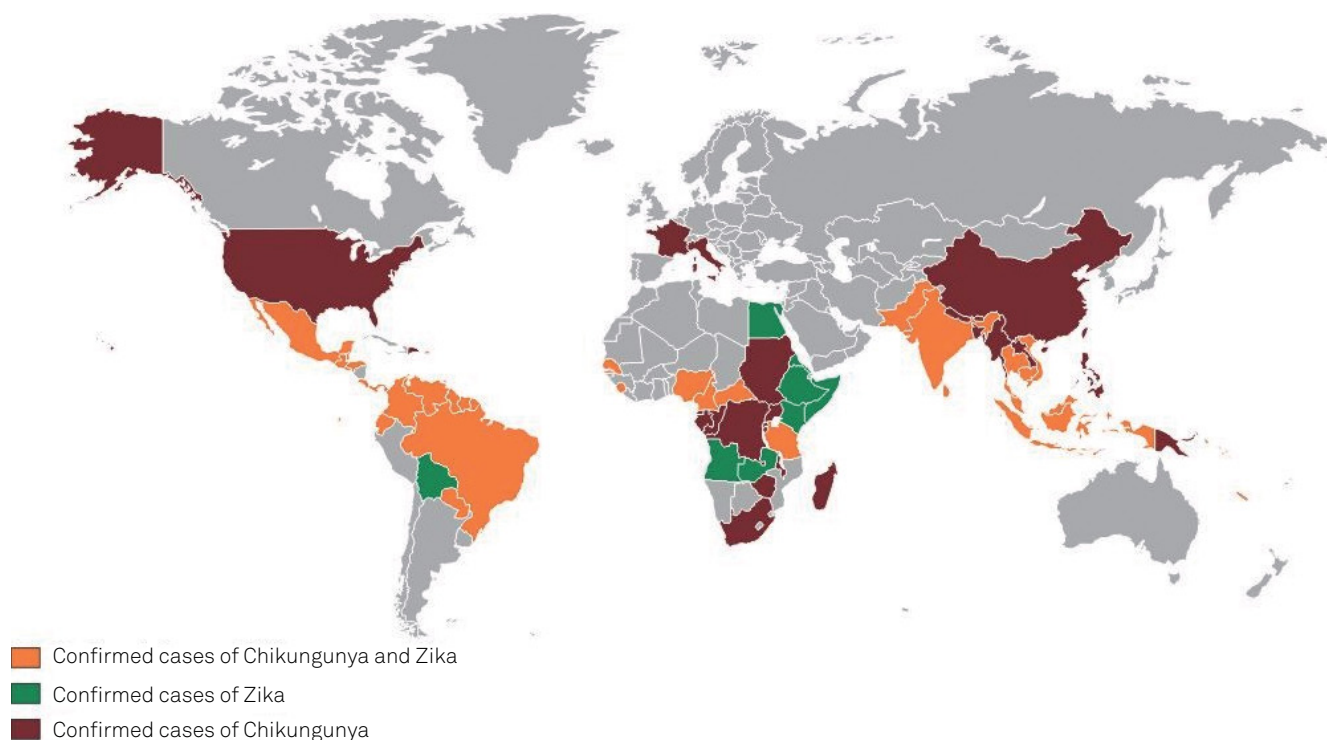 Confirmed cases of Chikungunya and Zika
Confirmed cases of Zika
Confirmed cases of Chikungunya